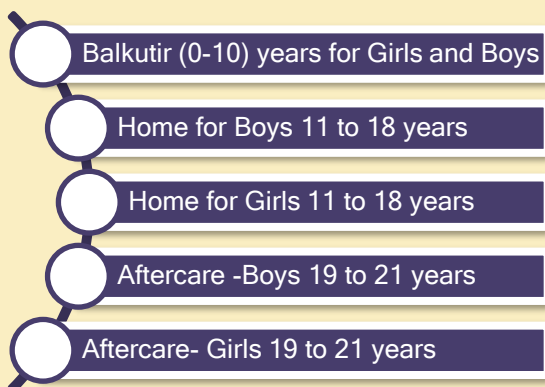 Balkutir (0-10) years for Girls and Boys
Home for Boys 11 to 18 years
Home for Girls 11 to 18 years
Aftercare -Boys 19 to 21 years
Aftercare- Girls 19 to 21 years